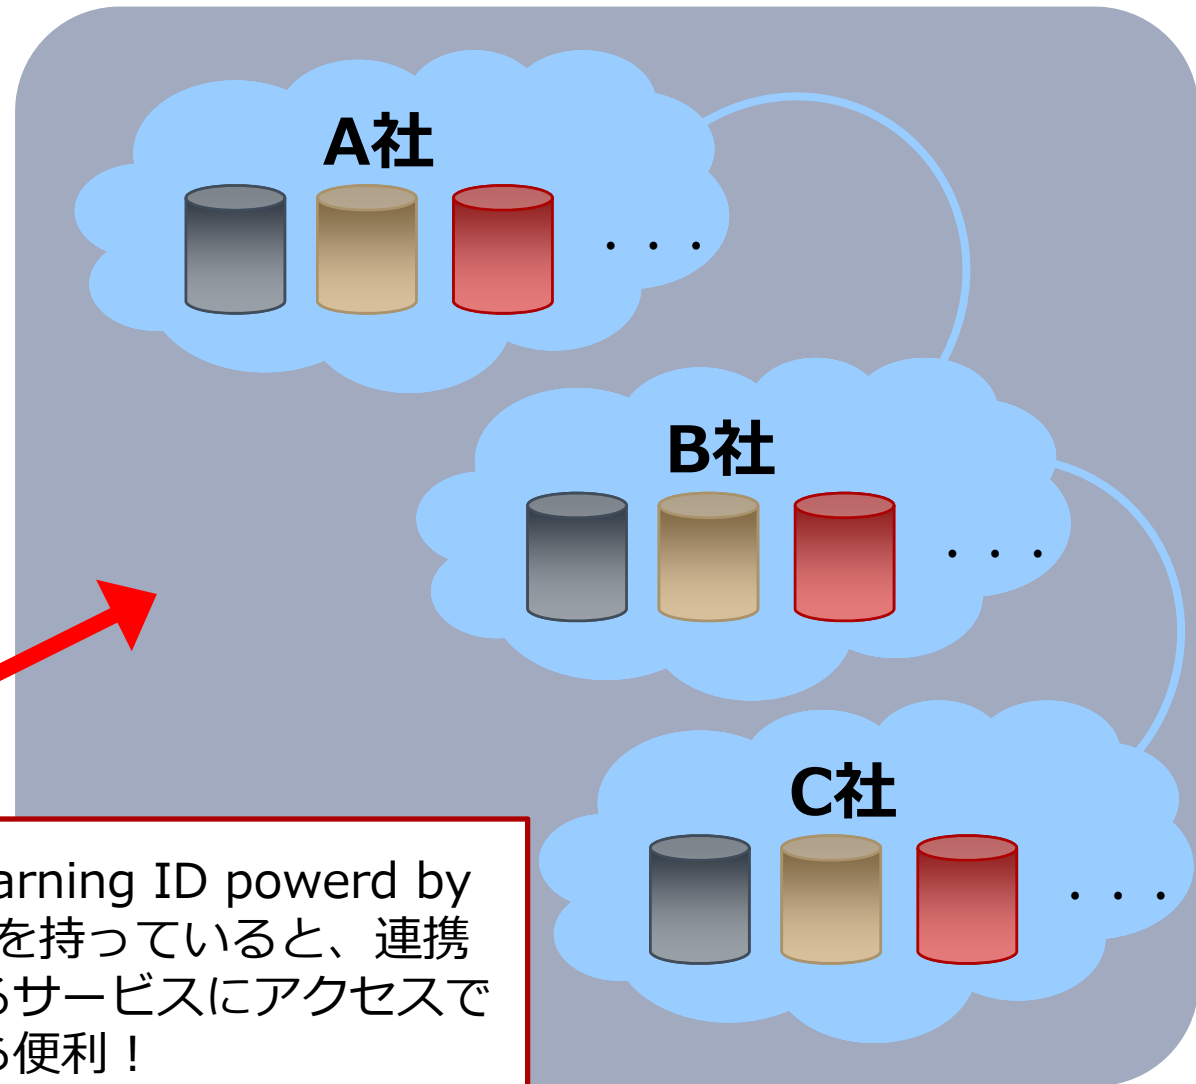 A社
・・・
B社
・・・
C社
・・・
arning ID powerd by
を持っていると、連携
るサービスにアクセスで
る便利！